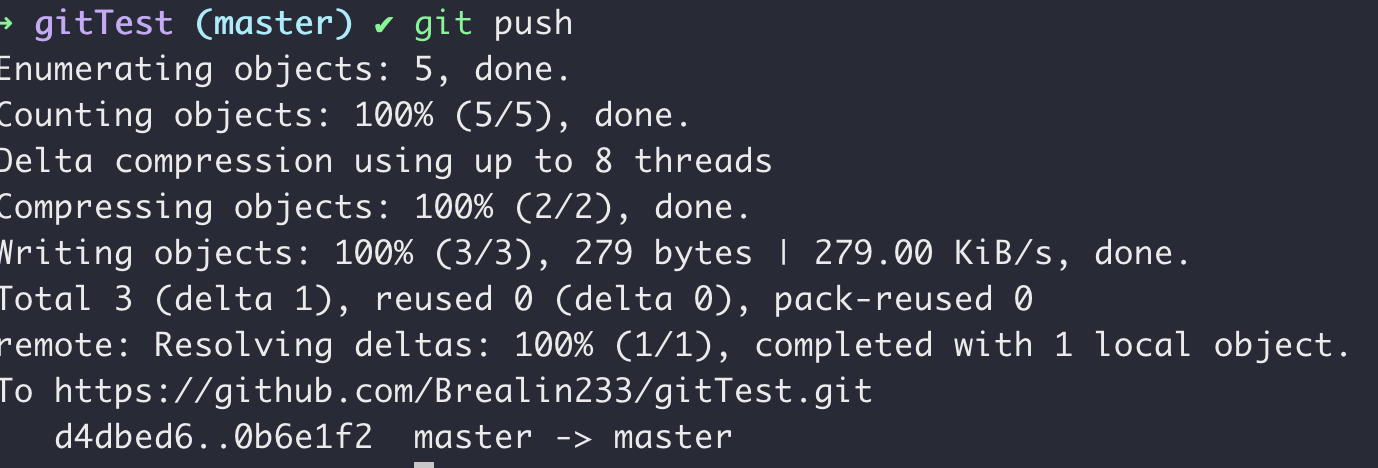 → gitTest (master) ✔ git push
Enumerating objects: 5, done.
Counting objects: 100% (5/5), done.
Delta compression using up to 8 threads
Compressing objects: 100% (2/2), done.
Writing objects: 100% (3/3), 279 bytes | 279.00 KiB/s, done.
Total 3 (delta 1), reused 0 (delta 0), pack-reused 0
remote: Resolving deltas: 100% (1/1), completed with 1 local object.
To https://github.com/Brealin233/gitTest.git
   d4dbed6..0b6e1f2  master -> master